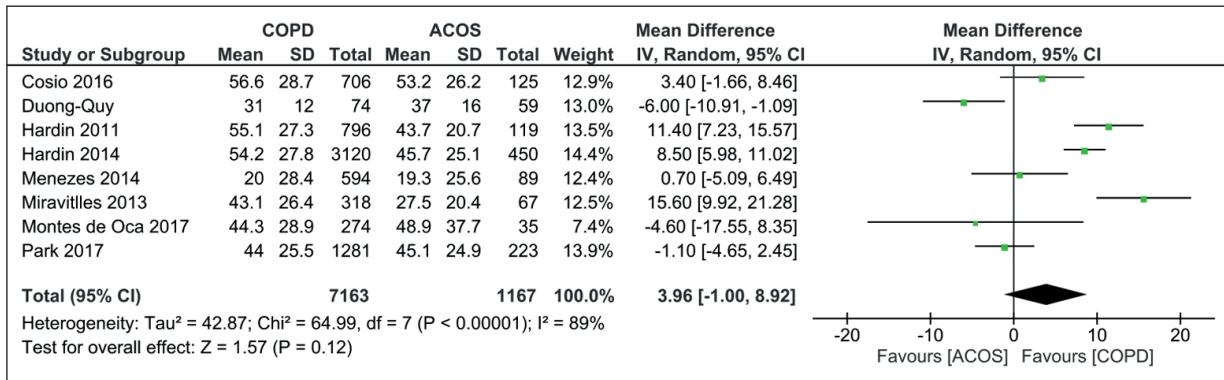 COPD ACOS Mean Difference Mean Difference
Study or Subgroup Mean SD Total Mean SD Total Weight IV, Random, 95% CI IV, Random, 95% CI
Cosio 2016 56.6 28.7 706 53.2 26.2 125 12.9% 3.40 [-1.66, 8.46]
Duong-Quy 31 12 74 37 16 59 13.0% -6.00 [-10.91, -1.09]
Hardin 2011 55.1 27.3 796 43.7 20.7 119 13.5% 11.40 [7.23, 15.57]
Hardin 2014 54.2 27.8 3120 45.7 25.1 450 14.4% 8.50 [5.98, 11.02]
Menezes 2014 20 28.4 594 19.3 25.6 89 12.4% 0.70 [-5.09, 6.49]
Miravitlles 2013 43.1 26.4 318 27.5 20.4 67 12.5% 15.60 [9.92, 21.28]
Montes de Oca 2017 44.3 28.9 274 48.9 37.7 35 7.4% -4.60 [-17.55, 8.35]
Park 2017 44 25.5 1281 45.1 24.9 223 13.9% -1.10 [-4.65, 2.45]
Total (95% CI) 7163 1167 100.0% 3.96 [-1.00, 8.92]
Heterogeneity: Tau² = 42.87; Chi² = 64.99, df = 7 (P < 0.00001); I² = 89%
Test for overall effect: Z = 1.57 (P = 0.12)
-20 -10 0 10 20
Favours [ACOS] Favours [COPD]